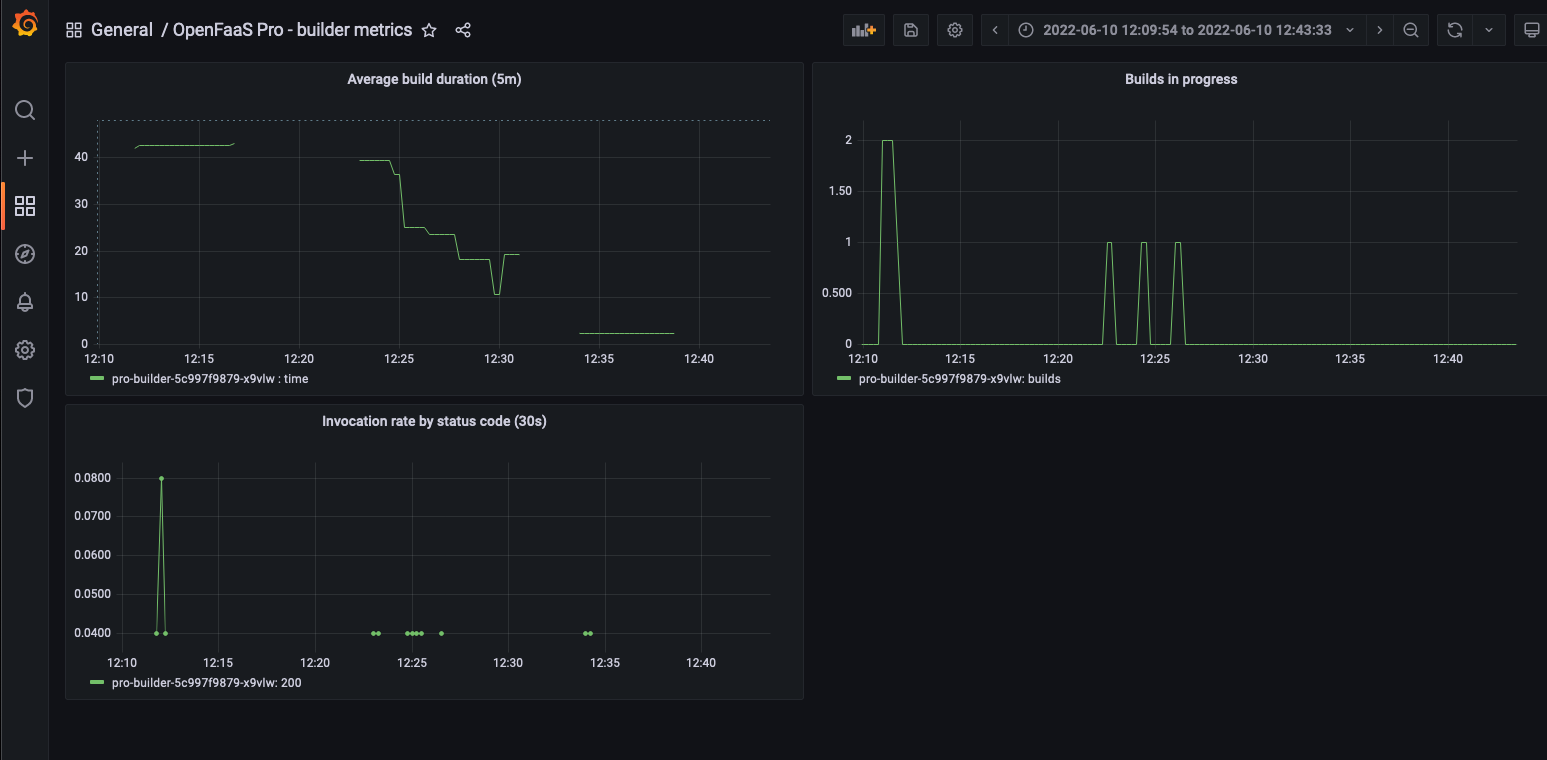 General / OpenFaaS Pro - builder metrics
2022-06-10 12:09:54 to 2022-06-10 12:43:33
Average build duration (5m)
40
30
20
10
0
12:10 12:15 12:20 12:25 12:30 12:35 12:40
pro-builder-5c997f9879-x9vlw : time
Builds in progress
2
1.50
1
0.500
0
12:10 12:15 12:20 12:25 12:30 12:35 12:40
pro-builder-5c997f9879-x9vlw: builds
Invocation rate by status code (30s)
0.0800
0.0700
0.0600
0.0500
0.0400
12:10 12:15 12:20 12:25 12:30 12:35 12:40
pro-builder-5c997f9879-x9vlw: 200